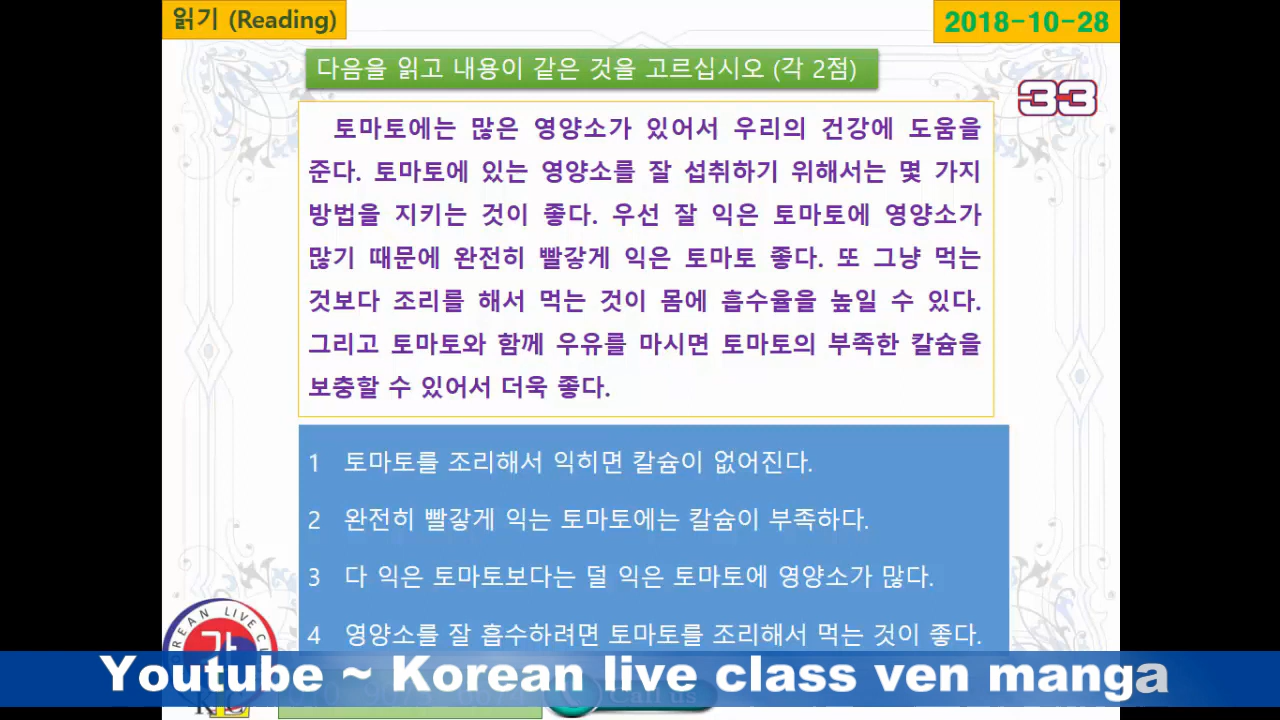 읽기 (Reading)
2018-10-28
다음을 읽고 내용이 같은 것을 고르십시오 (각 2점)
33
토마토에는 많은 영양소가 있어서 우리의 건강에 도움을
준다. 토마토에 있는 영양소를 잘 섭취하기 위해서는 몇 가지
방법을 지키는 것이 좋다. 우선 잘 익은 토마토에 영양소가
많기 때문에 완전히 빨갛게 익은 토마토 좋다. 또 그냥 먹는
것보다 조리를 해서 먹는 것이 몸에 흡수율을 높일 수 있다.
그리고 토마토와 함께 우유를 마시면 토마토의 부족한 칼슘을
보충할 수 있어서 더욱 좋다.
1 토마토를 조리해서 익히면 칼슘이 없어진다.
2 완전히 빨갛게 익는 토마토에는 칼슘이 부족하다.
3 다 익은 토마토보다는 덜 익은 토마토에 영양소가 많다.
4 영양소를 잘 흡수하려면 토마토를 조리해서 먹는 것이 좋다.
LIVE
Youtube ~ Korean live class ven manga
Call us